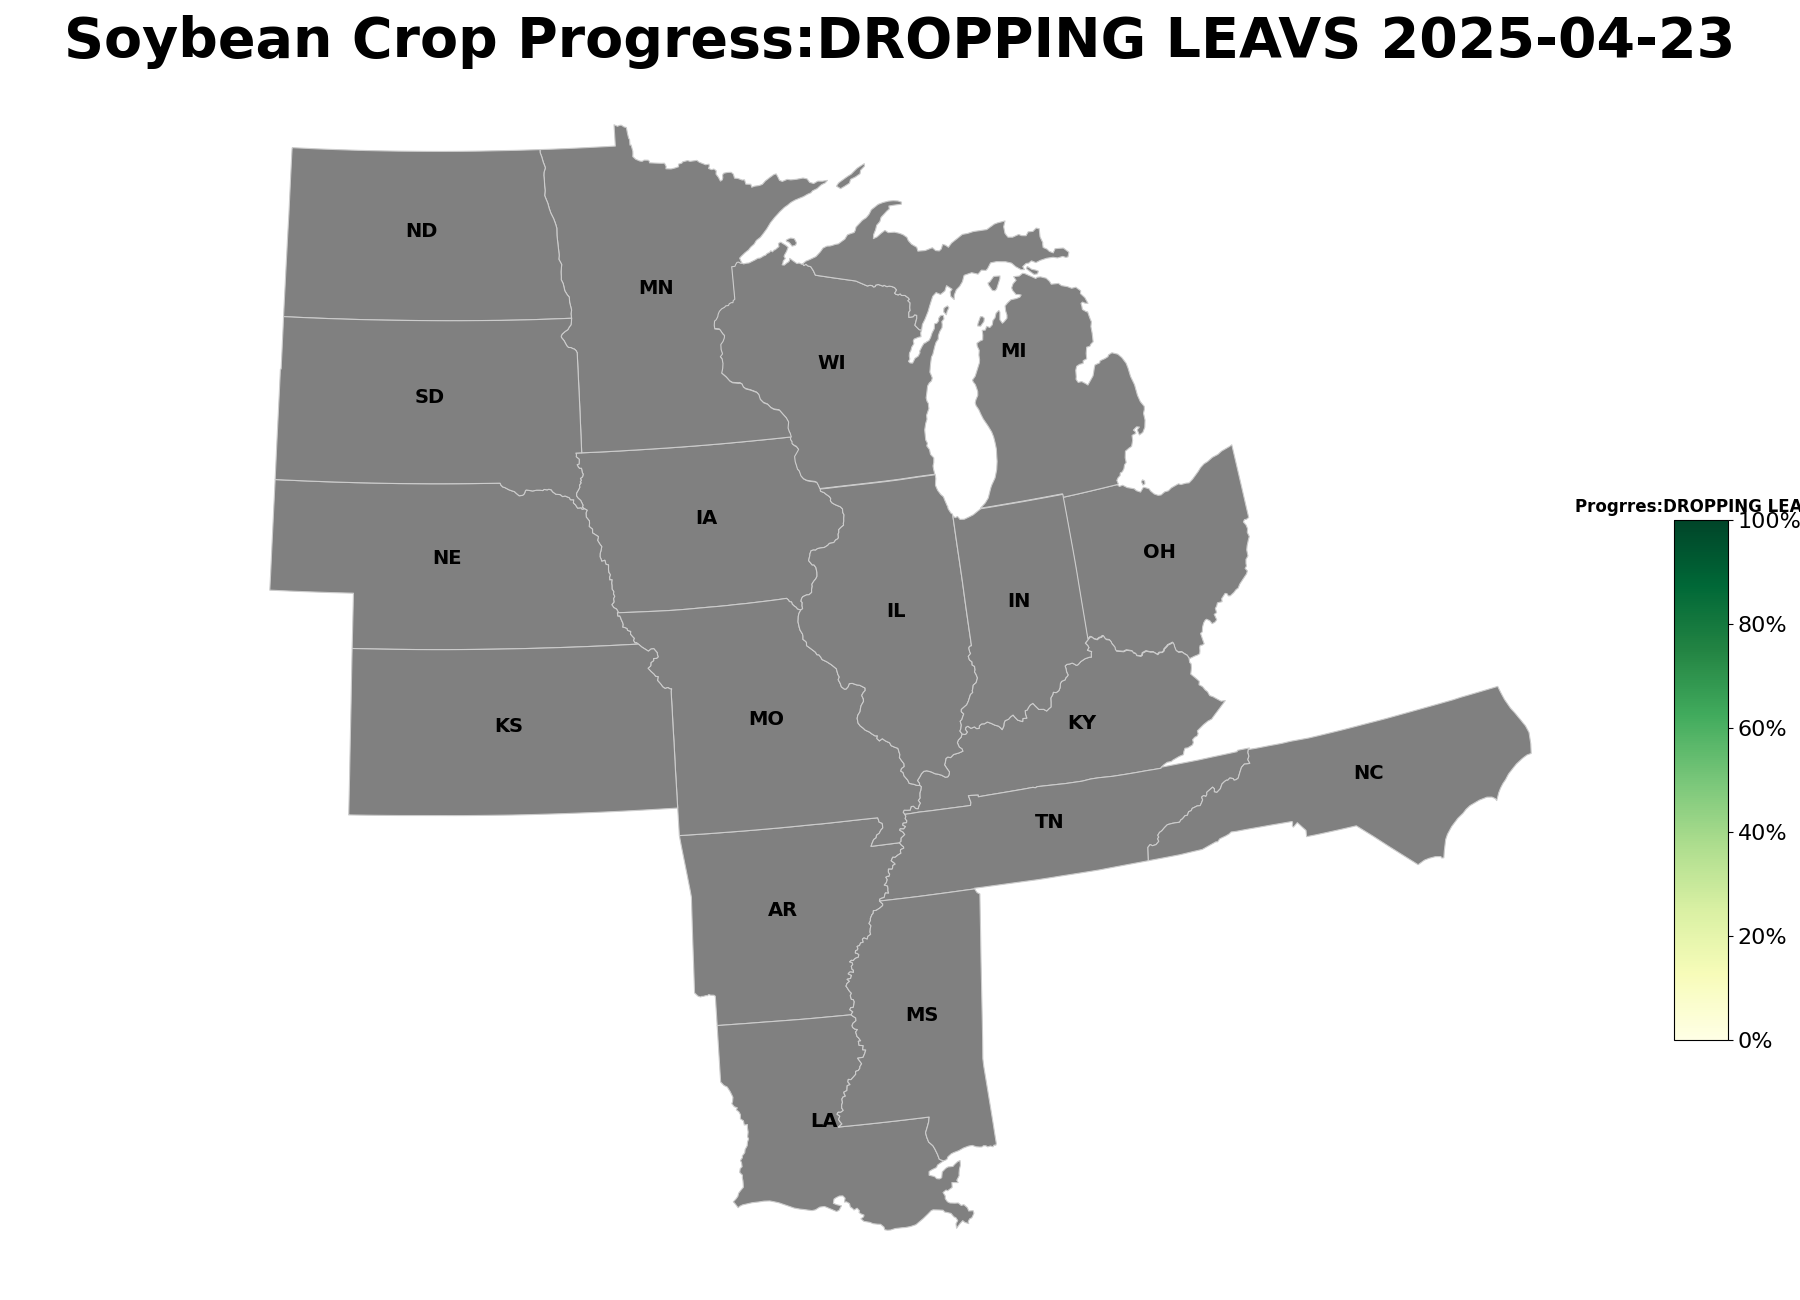 Soybean Crop Progress:DROPPING LEAVS 2025-04-23
ND
MN
WI
MI
SD
IA
NE
IL
IN
OH
KS
MO
KY
NC
TN
AR
MS
LA
Progrres:DROPPING LEA
100%
80%
60%
40%
20%
0%